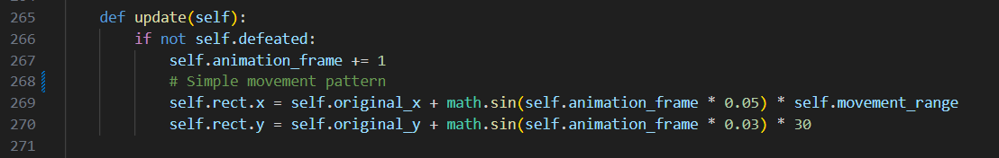 265 def update(self):
266 if not self.defeated:
267 self.animation_frame += 1
268 # Simple movement pattern
269 self.rect.x = self.original_x + math.sin(self.animation_frame * 0.05) * self.movement_range
270 self.rect.y = self.original_y + math.sin(self.animation_frame * 0.03) * 30
271